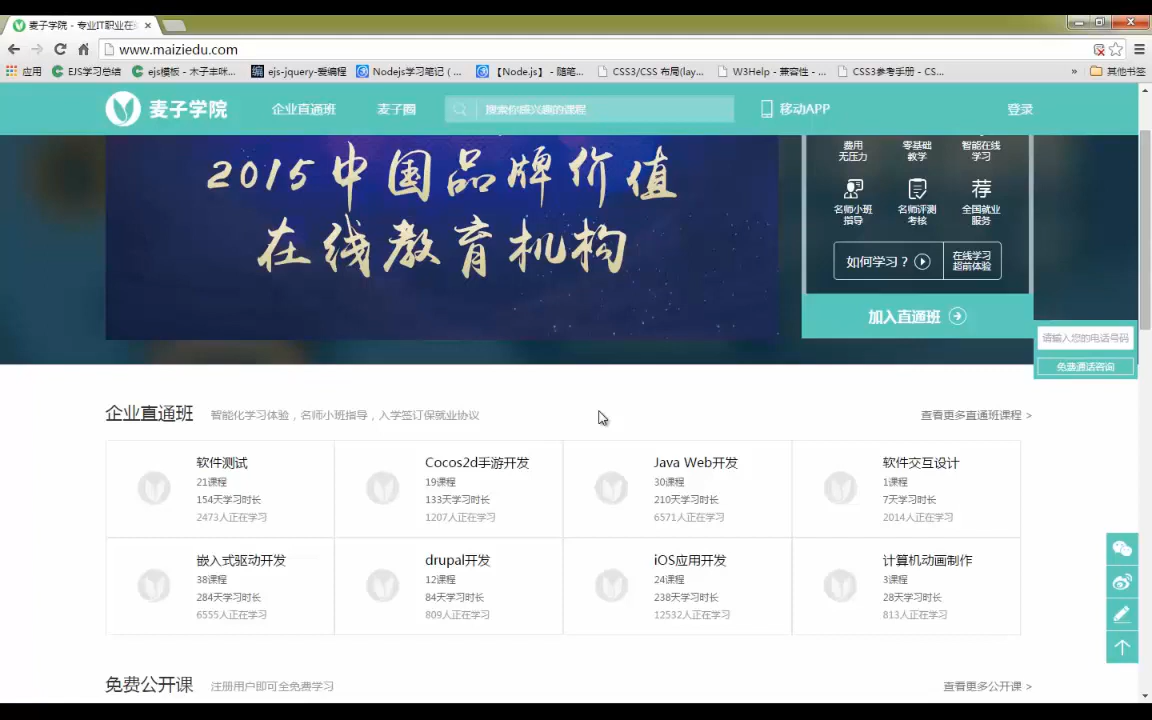 麦子学院 - 专业IT职业在
www.maiziedu.com
应用 EJS学习总结 ejs模板 - 木子丰咪... ejs-jquery-爱编程 Nodejs学习笔记 ( ... 【Node.js】 - 随笔... CSS3/CSS 布局(lay... W3Help - 兼容性 - ... CSS3参考手册 - CS... » 其他书签
麦子学院 企业直通班 麦子圈 搜索你感兴趣的课程 移动APP 登录
2015中国品牌价值
在线教育机构
费用
无压力
零基础
教学
智能在线
学习
荐
名师小班
指导
名师评测
考核
全国就业
服务
如何学习？
在线学习
超前体验
加入直通班
请输入您的电话号码
免费通话咨询
企业直通班 智能化学习体验，名师小班指导，入学签订保就业协议 查看更多直通班课程 >
软件测试
21课程
154天学习时长
2473人正在学习
Cocos2d手游开发
19课程
133天学习时长
1207人正在学习
Java Web开发
30课程
210天学习时长
6571人正在学习
软件交互设计
1课程
7天学习时长
2014人正在学习
嵌入式驱动开发
38课程
284天学习时长
6555人正在学习
drupal开发
12课程
84天学习时长
809人正在学习
iOS应用开发
24课程
238天学习时长
12532人正在学习
计算机动画制作
3课程
28天学习时长
813人正在学习
免费公开课 注册用户即可全免费学习 查看更多公开课 >